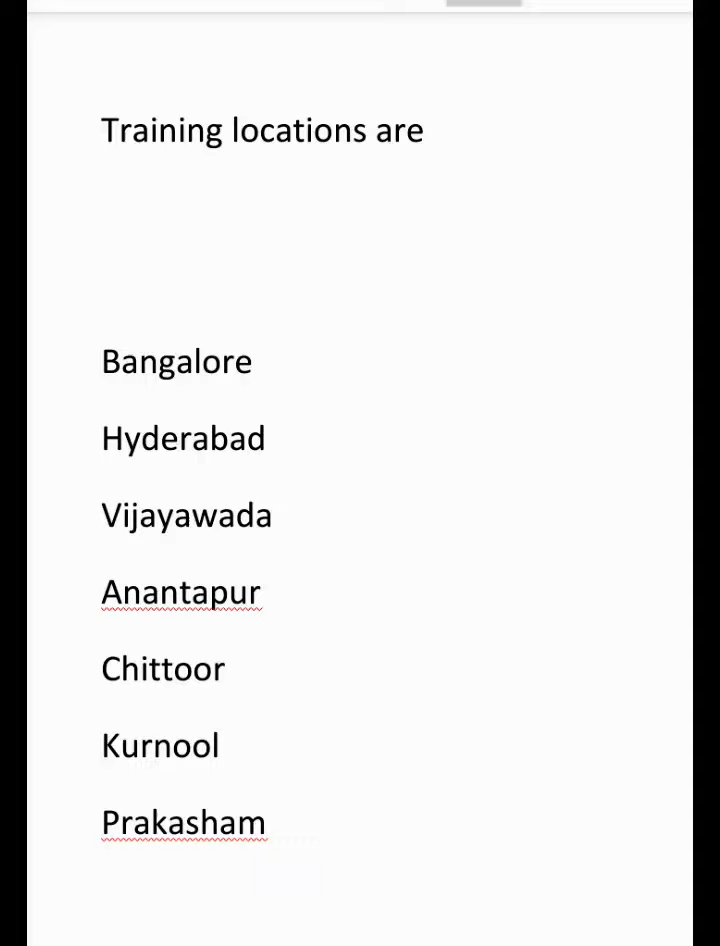 Training locations are
Bangalore
Hyderabad
Vijayawada
Anantapur
Chittoor
Kurnool
Prakasham